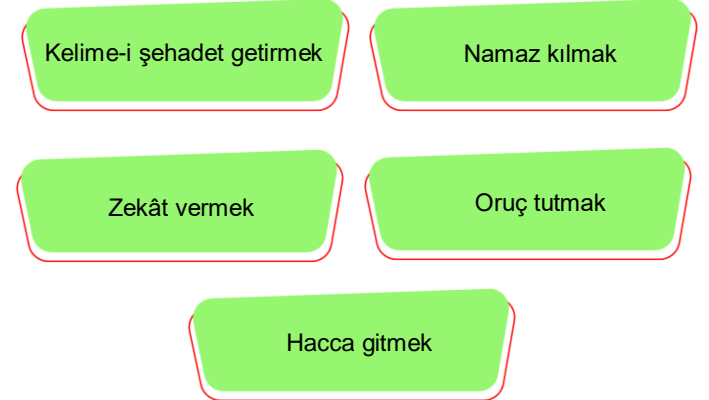 Kelime-i şehadet getirmek
Namaz kılmak
Zekât vermek
Oruç tutmak
Hacca gitmek